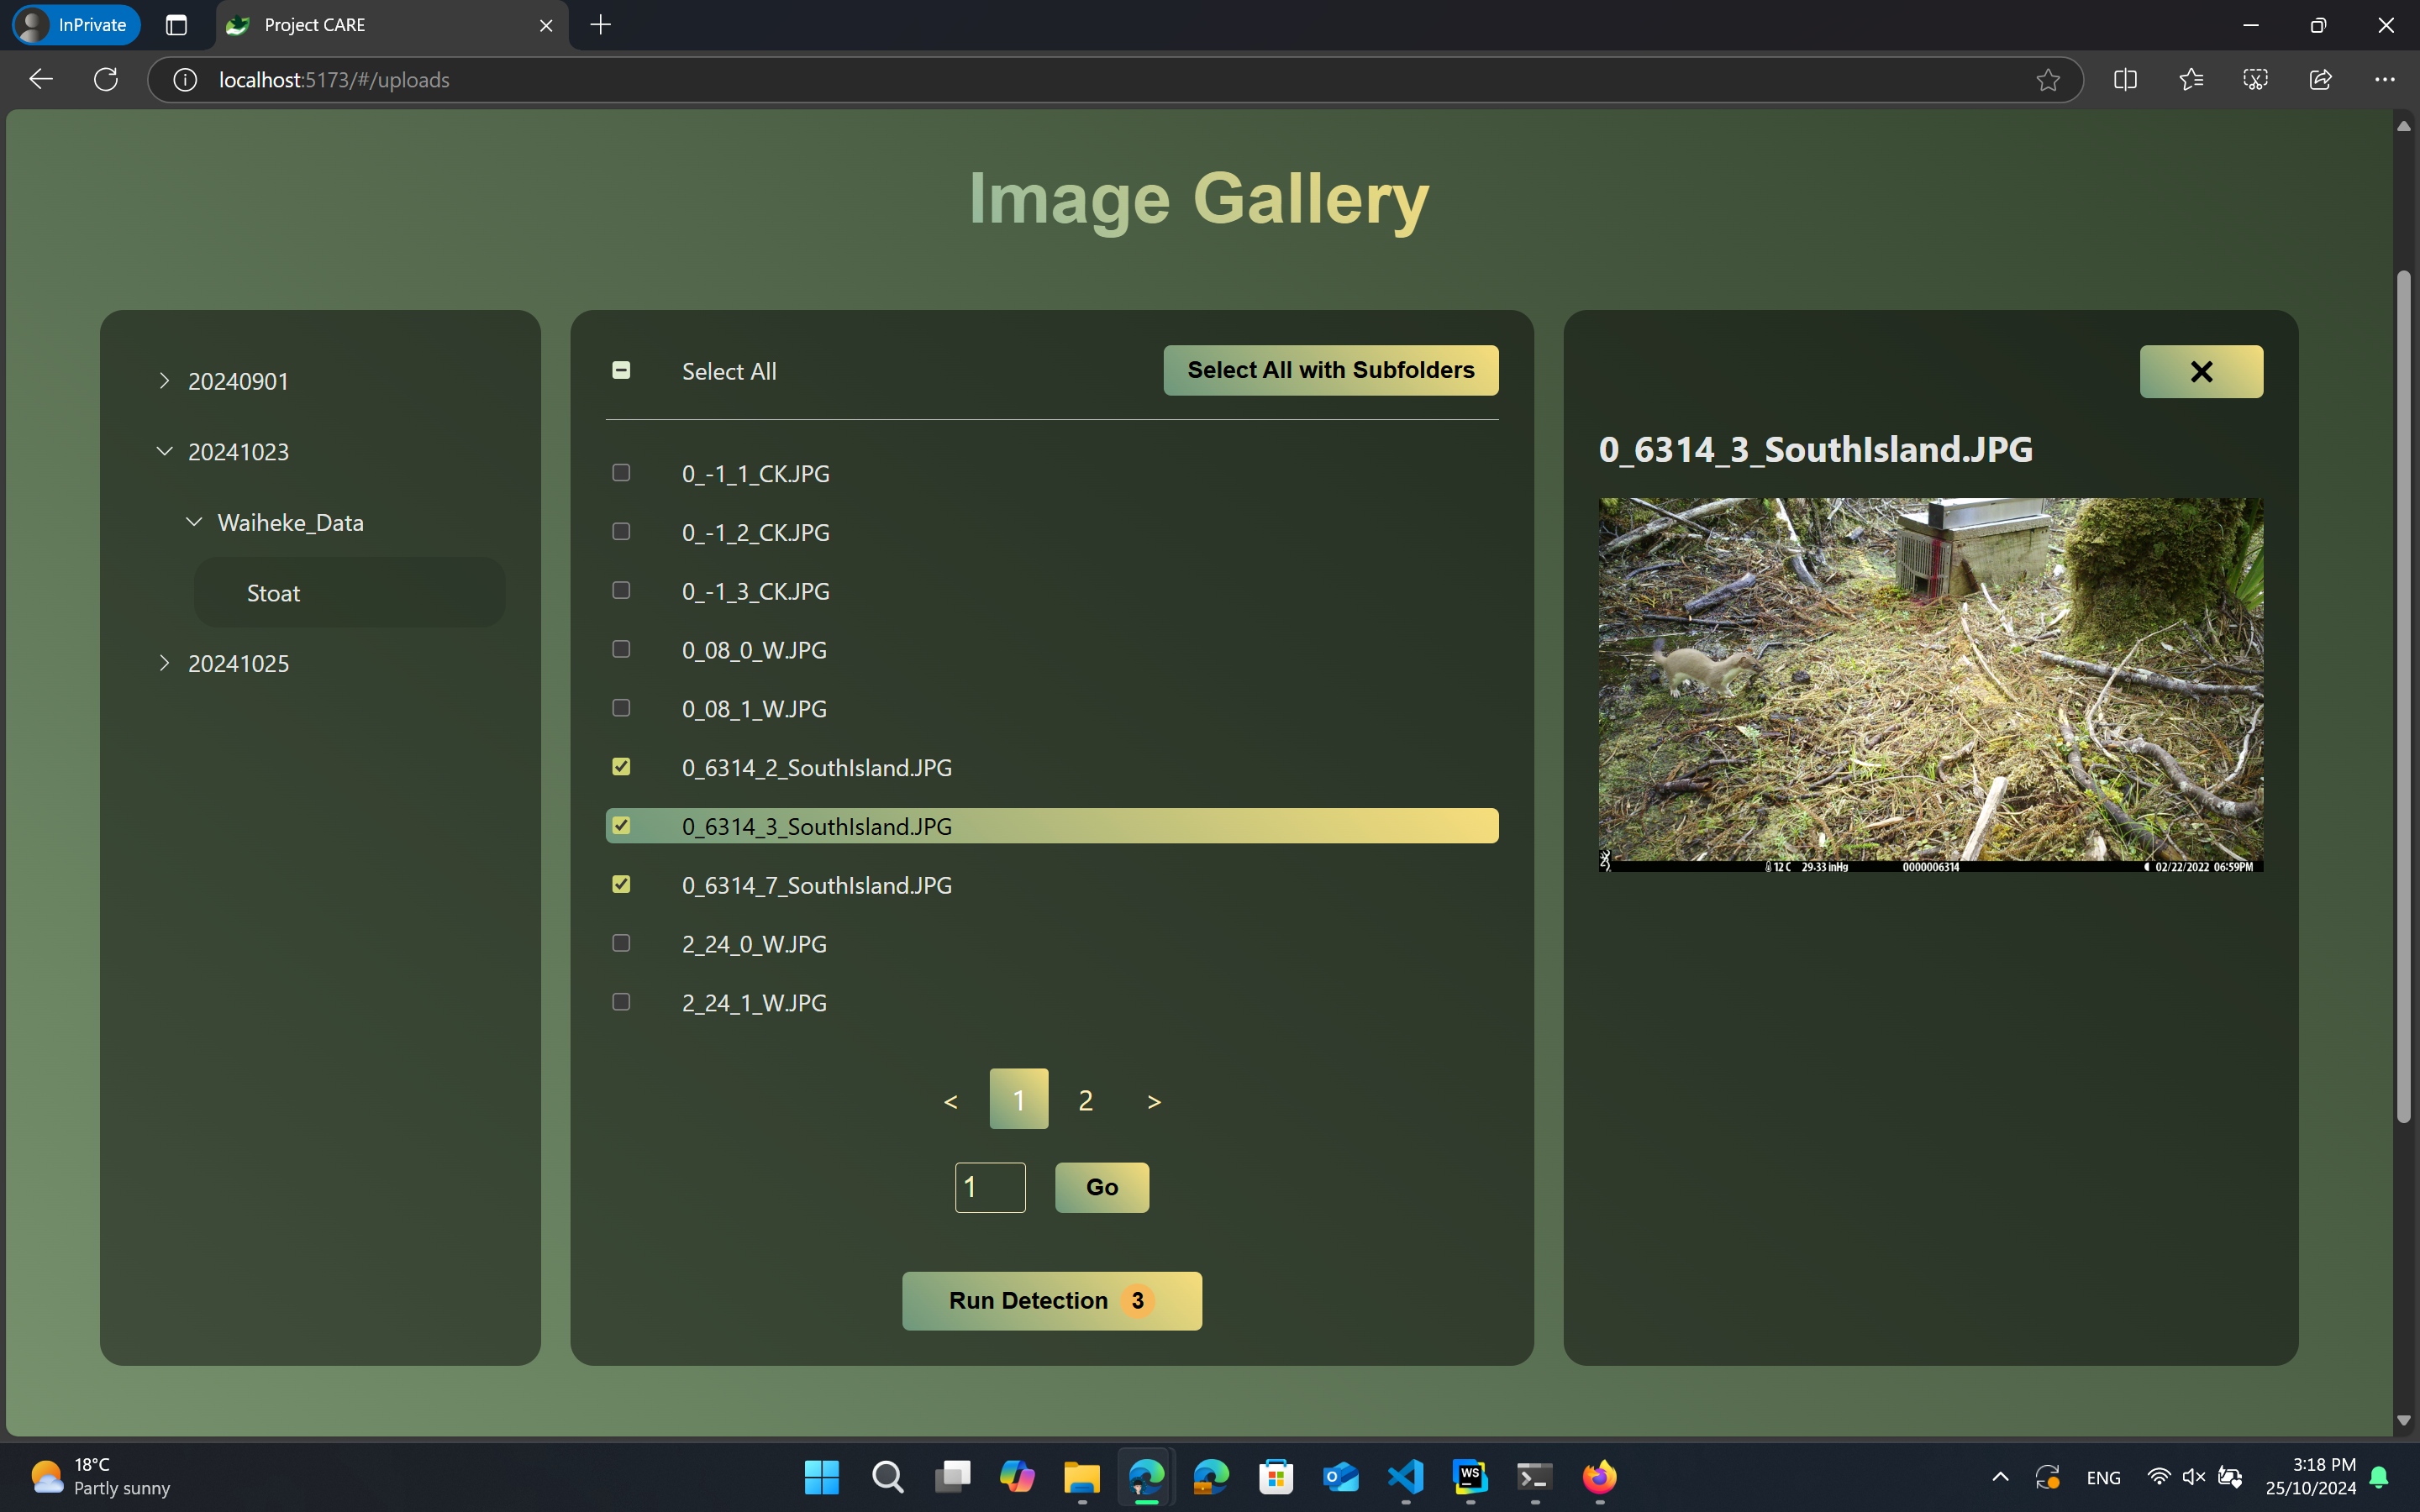 InPrivate
Project CARE
localhost:5173/#/uploads
Image Gallery
20240901
20241023
Waiheke_Data
Stoat
20241025
Select All
Select All with Subfolders
0_-1_1_CK.JPG
0_-1_2_CK.JPG
0_-1_3_CK.JPG
0_08_0_W.JPG
0_08_1_W.JPG
0_6314_2_SouthIsland.JPG
0_6314_3_SouthIsland.JPG
0_6314_7_SouthIsland.JPG
2_24_0_W.JPG
2_24_1_W.JPG
< 1 2 >
1 Go
Run Detection 3
0_6314_3_SouthIsland.JPG
12 C 29.33 inHg 0000006314 02/22/2022 06:59PM
18°C
Partly sunny
WS
ENG
3:18 PM
25/10/2024